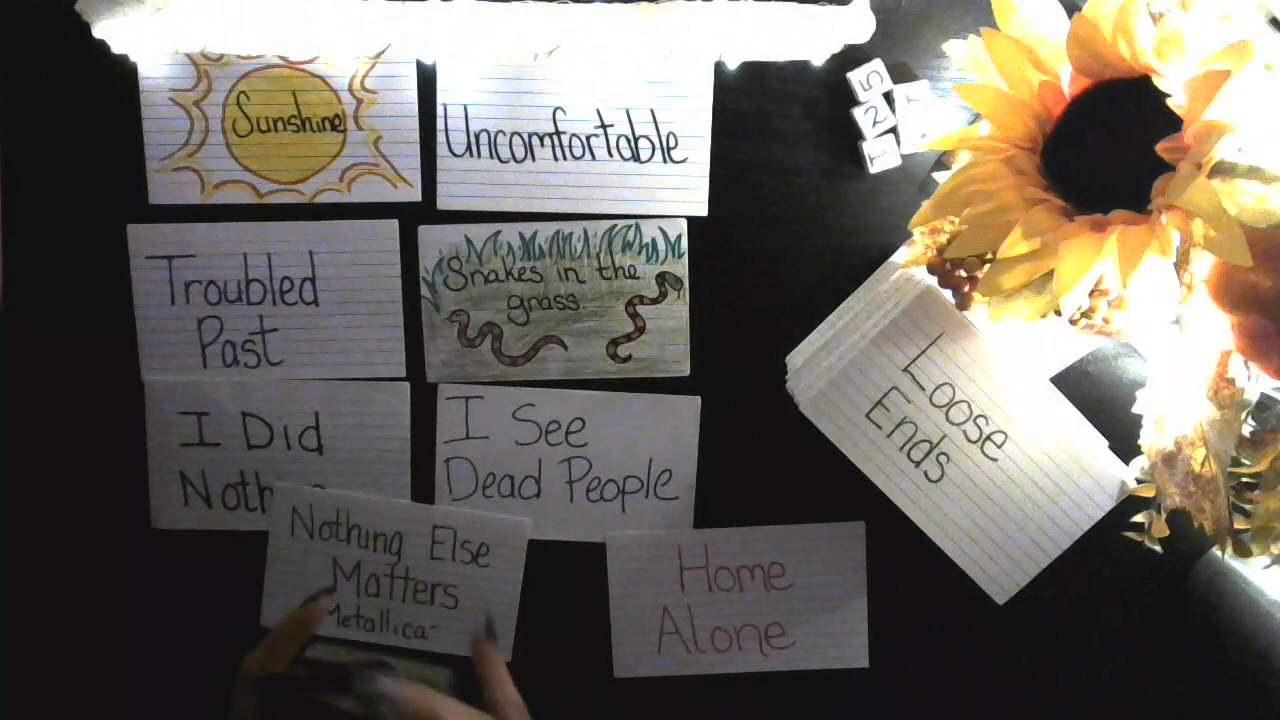 Sunshine
Uncomfortable
Troubled
Past
Snakes in the
grass
I Did
I See
Dead People
Nothing Else
Matters
Metallica-
Home
Alone
Loose
Ends
5
2
1